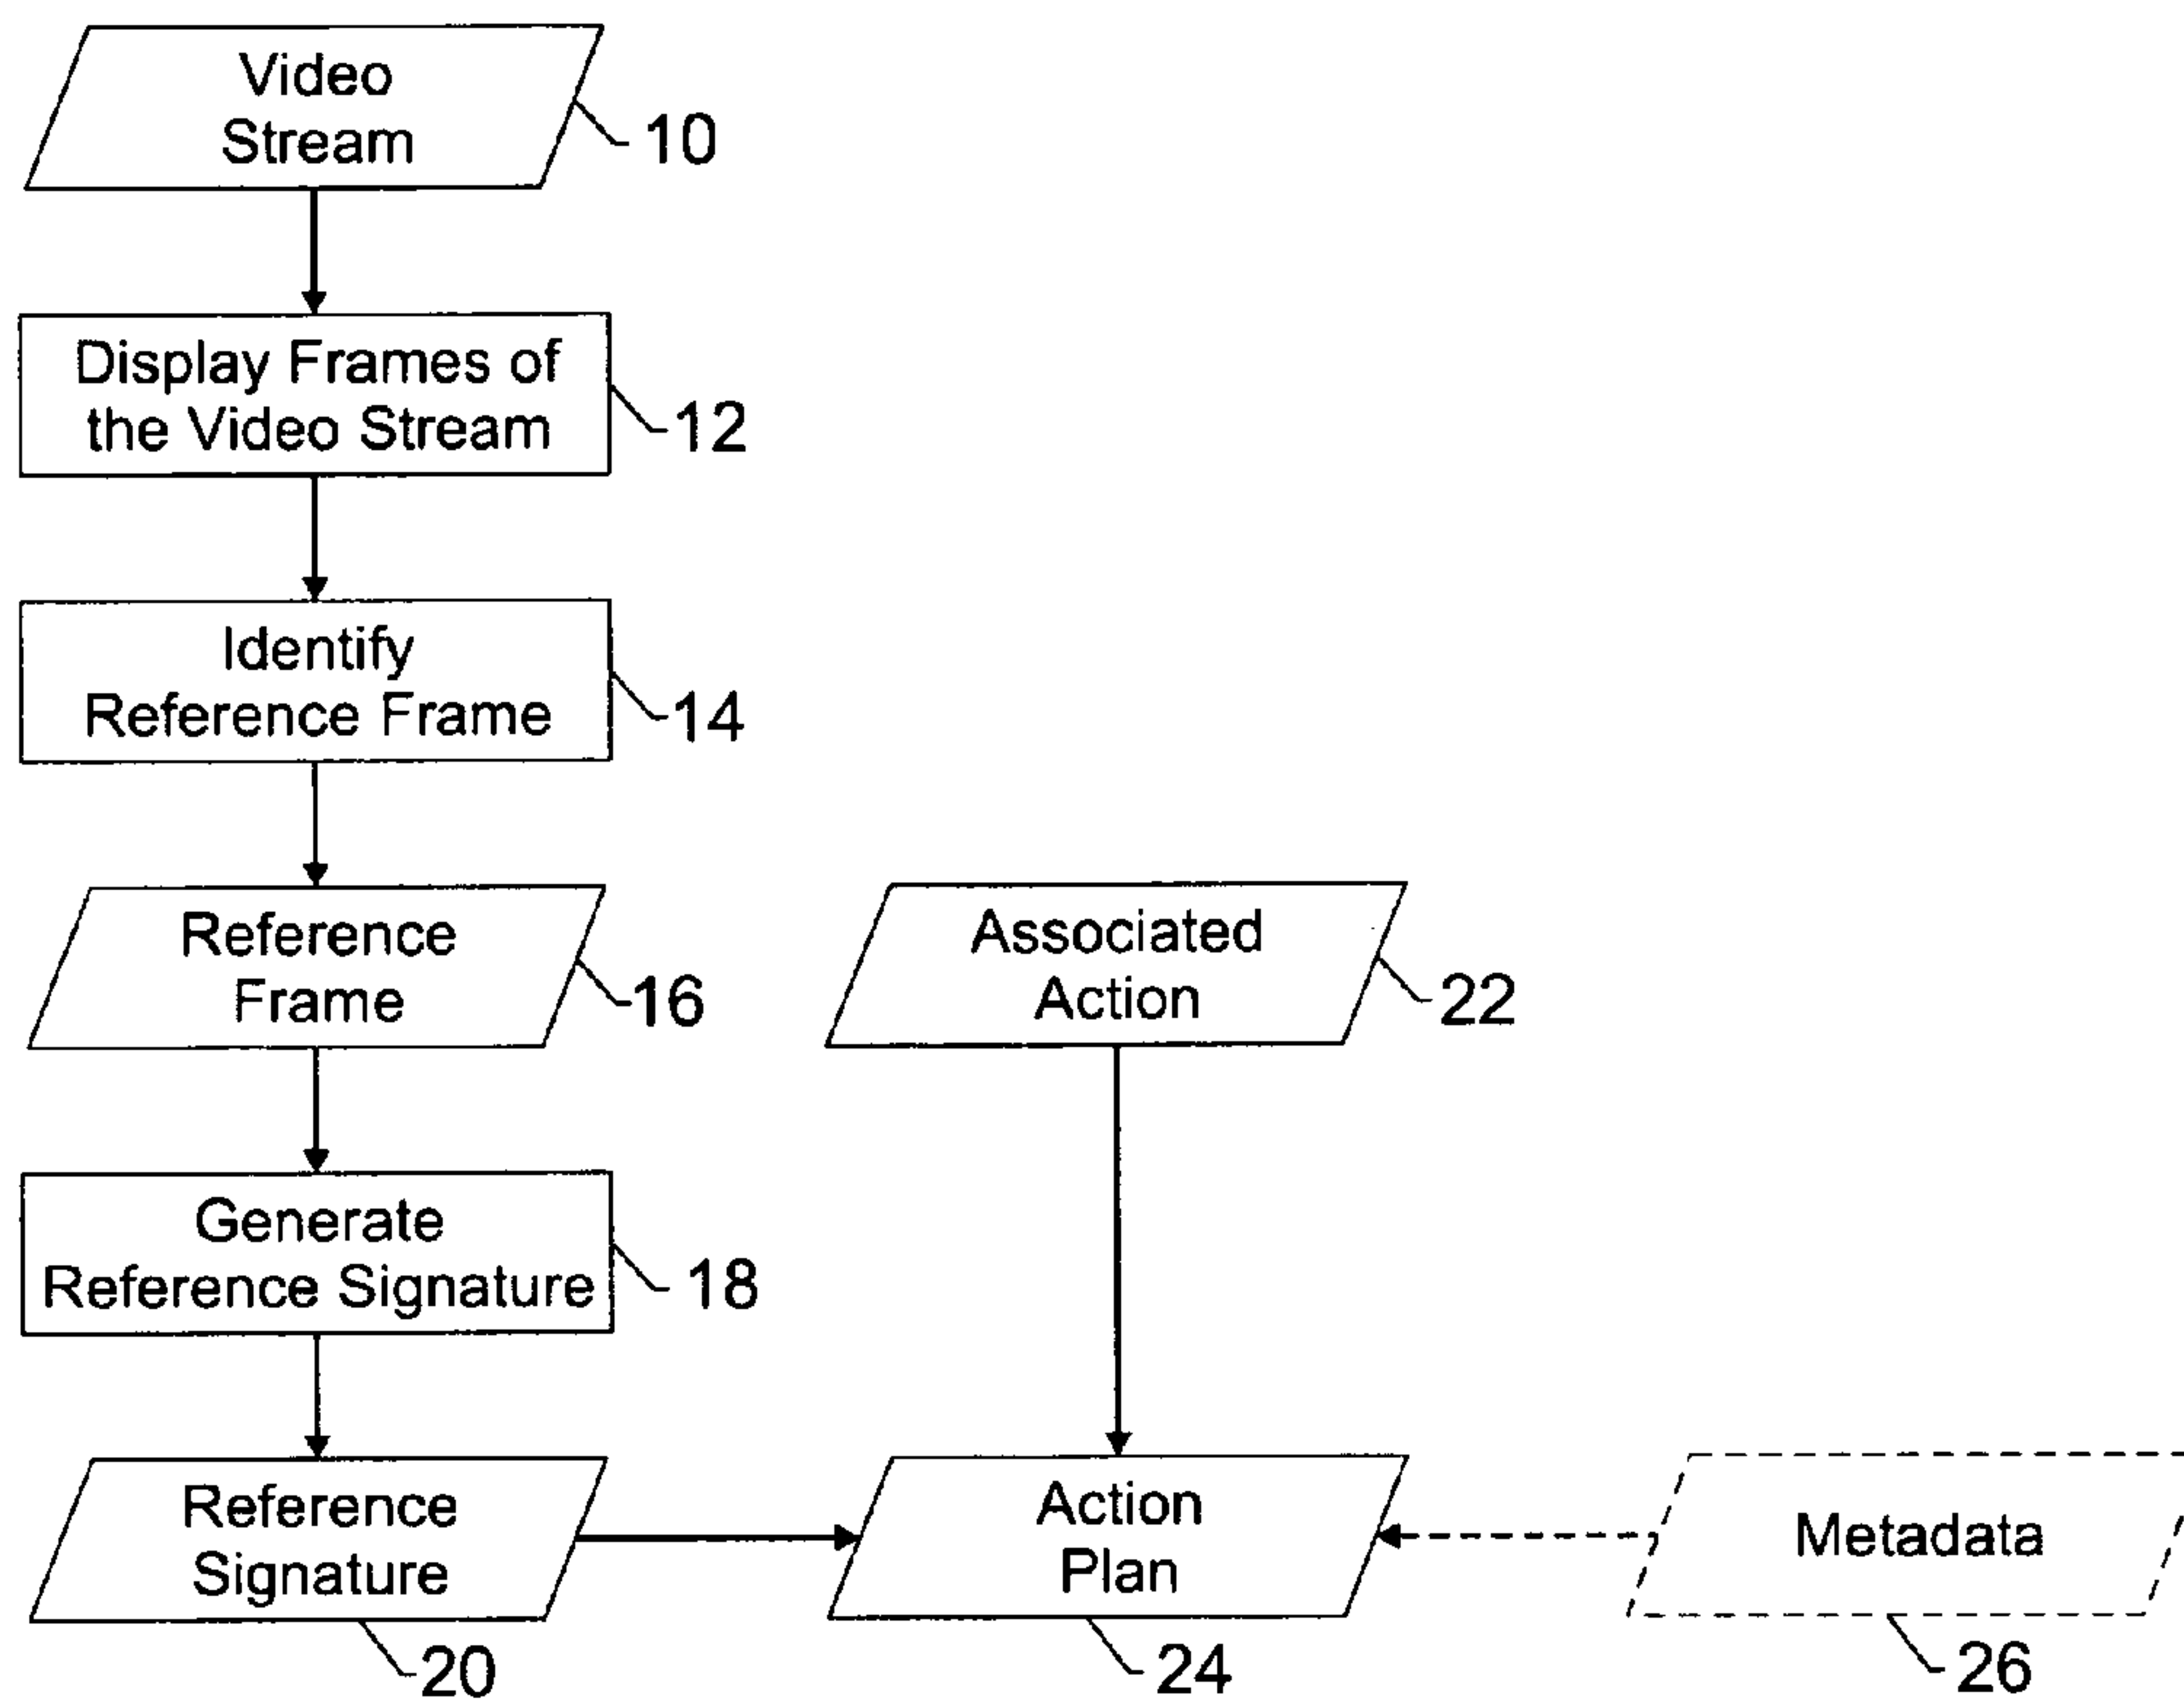 Video
Stream
10
Display Frames of
the Video Stream
12
Identify
Reference Frame
14
Reference
Frame
16
Associated
Action
22
Generate
Reference Signature
18
Reference
Signature
20
Action
Plan
24
Metadata
26